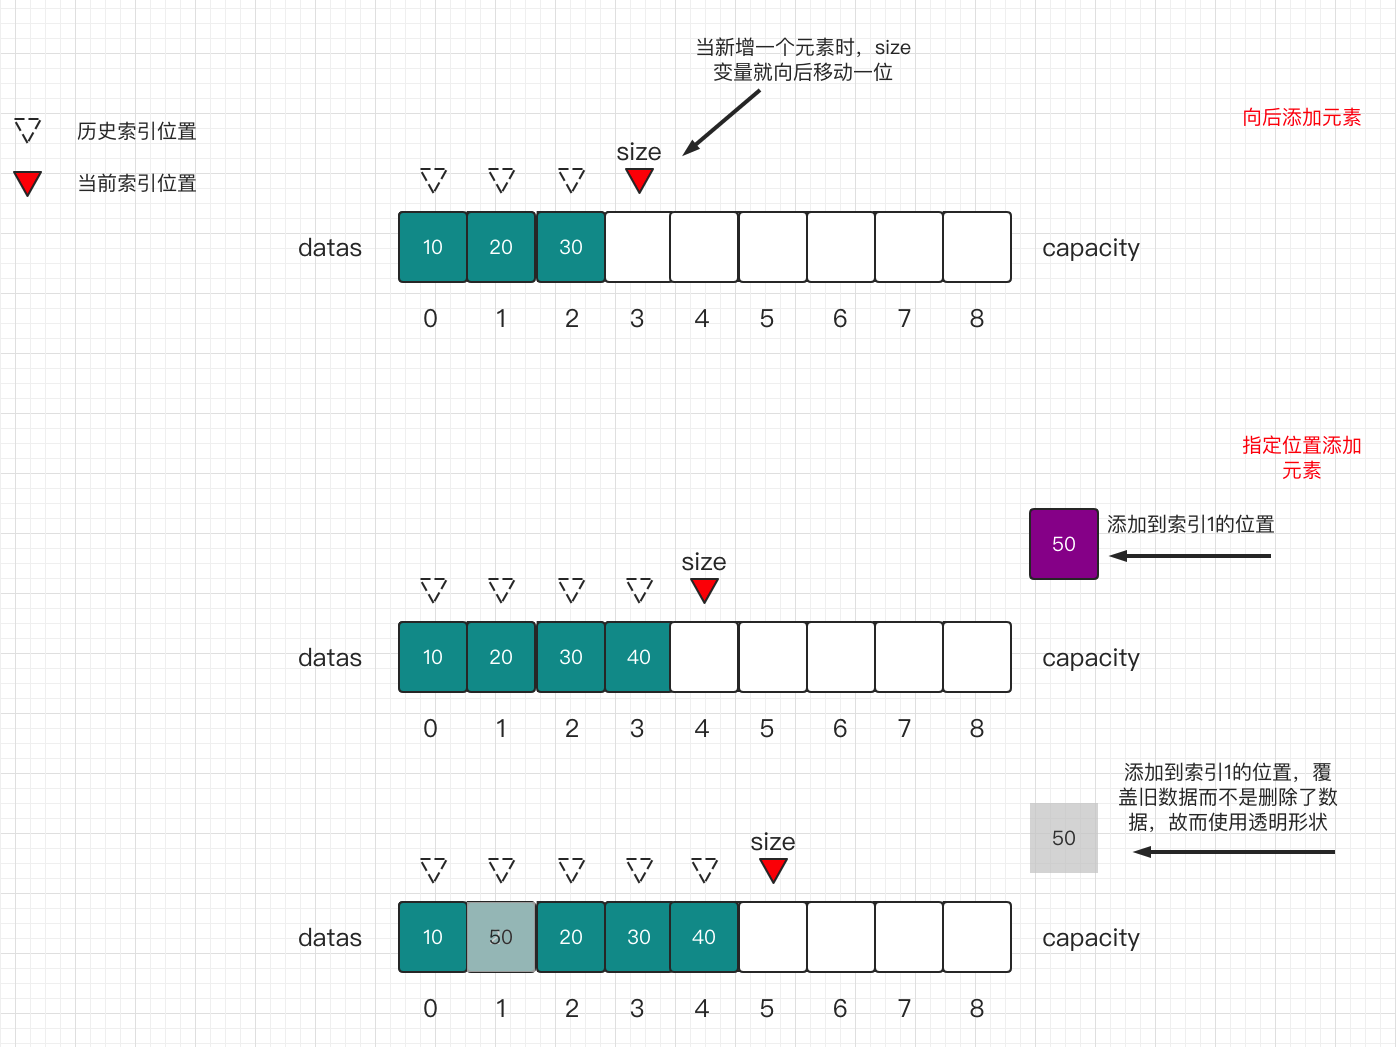 当新增一个元素时，size
变量就向后移动一位
向后添加元素
历史索引位置
当前索引位置
size
datas
10 20 30
capacity
0 1 2 3 4 5 6 7 8
指定位置添加
元素
50
添加到索引1的位置
size
datas
10 20 30 40
capacity
0 1 2 3 4 5 6 7 8
添加到索引1的位置，覆
盖旧数据而不是删除了数
据，故而使用透明形状
50
size
datas
10 50 20 30 40
capacity
0 1 2 3 4 5 6 7 8